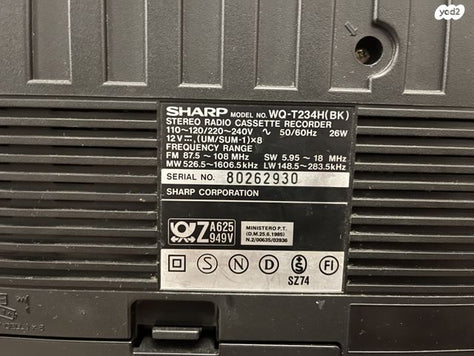 yad2
SHARP MODEL NO. WQ-T234H(BK)
STEREO RADIO CASSETTE RECORDER
110~120/220~240V ~ 50/60Hz 26W
12V ⎓, (UM/SUM-1)×8
FREQUENCY RANGE
FM 87.5 ~ 108 MHz SW 5.95 ~ 18 MHz
MW 526.5~1606.5kHz LW 148.5~283.5kHz
SERIAL NO. 80262930
SHARP CORPORATION
Z A625
949V
MINISTERO P.T.
(D.M.25.6.1985)
N.2/00635/02936
S N D S FI
SZ74